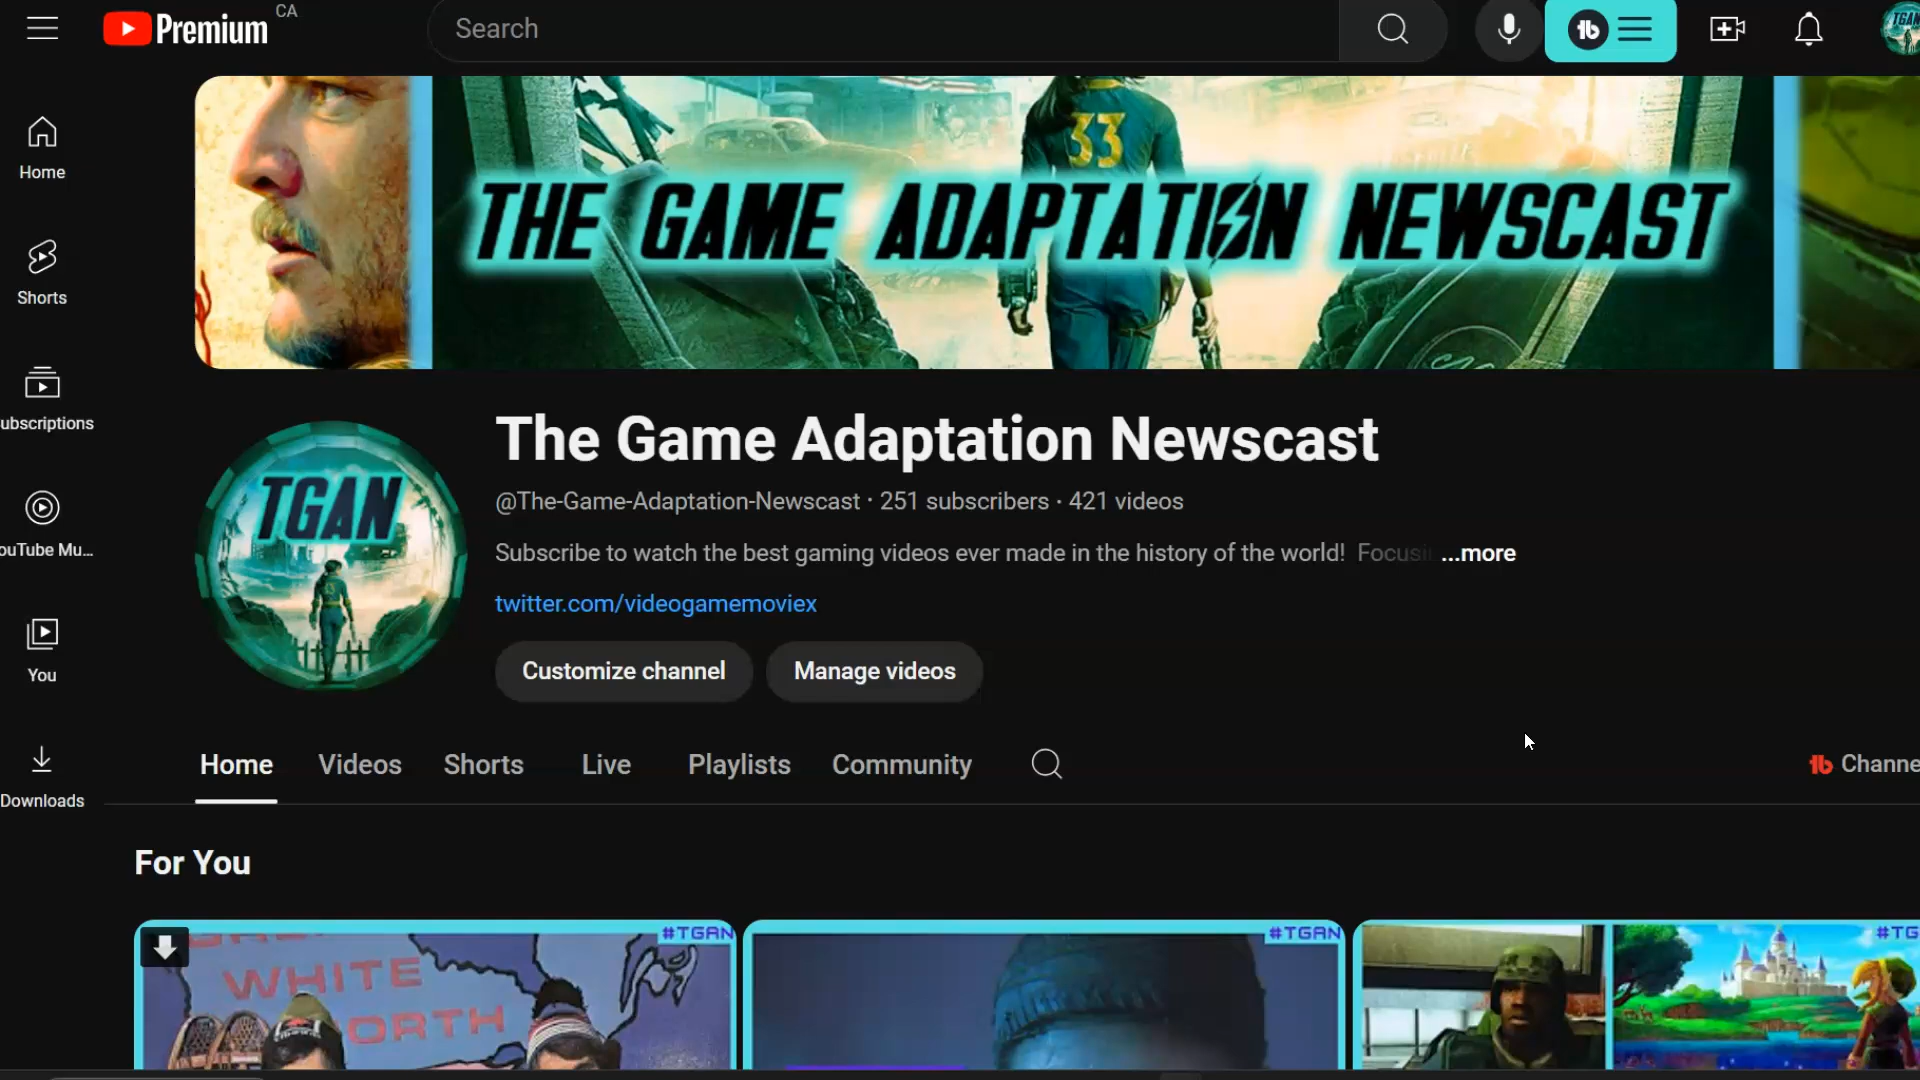 Premium CA
Search
TGAN
33
THE GAME ADAPTATION NEWSCAST
Home
Shorts
ubscriptions
ouTube Mu...
You
Downloads
TGAN
The Game Adaptation Newscast
@The-Game-Adaptation-Newscast · 251 subscribers · 421 videos
Subscribe to watch the best gaming videos ever made in the history of the world! Focusi ...more
twitter.com/videogamemoviex
Customize channel
Manage videos
Home
Videos
Shorts
Live
Playlists
Community
Channe
For You
#TGAN
WHITE
ORTH
#TGAN
#TG